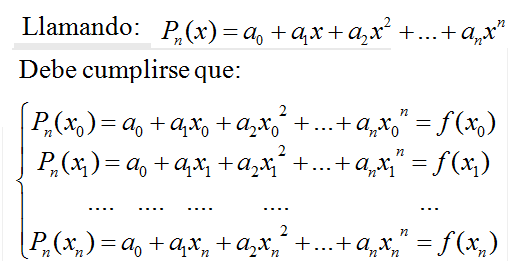 Llamando: Pₙ(x) = a₀ + a₁x + a₂x² + ... + aₙxⁿ
Debe cumplirse que:
Pₙ(x₀) = a₀ + a₁x₀ + a₂x₀² + ... + aₙx₀ⁿ = f(x₀)
Pₙ(x₁) = a₀ + a₁x₁ + a₂x₁² + ... + aₙx₁ⁿ = f(x₁)
.... .... .... .... ...
Pₙ(xₙ) = a₀ + a₁xₙ + a₂xₙ² + ... + aₙxₙⁿ = f(xₙ)